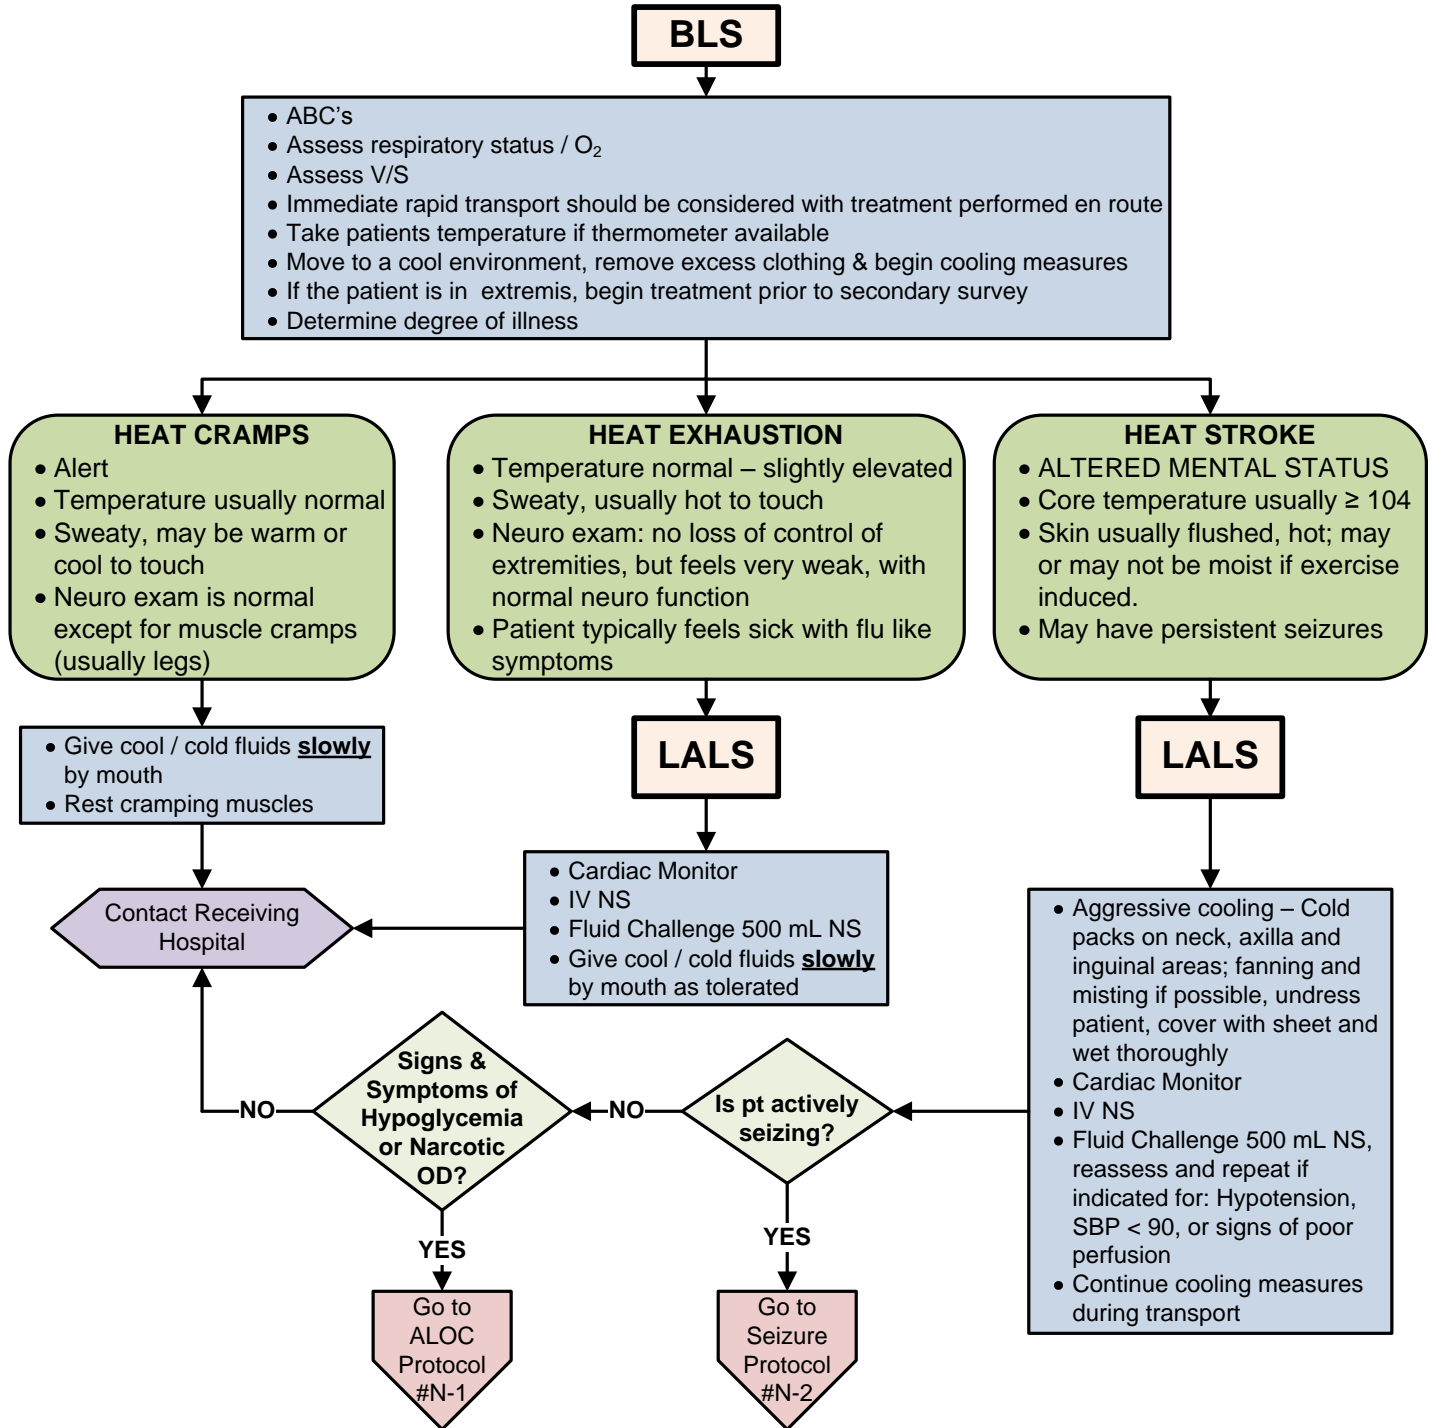 BLS
• ABC's
• Assess respiratory status / O₂
• Assess V/S
• Immediate rapid transport should be considered with treatment performed en route
• Take patients temperature if thermometer available
• Move to a cool environment, remove excess clothing & begin cooling measures
• If the patient is in  extremis, begin treatment prior to secondary survey
• Determine degree of illness
HEAT CRAMPS
• Alert
• Temperature usually normal
• Sweaty, may be warm or
cool to touch
• Neuro exam is normal
except for muscle cramps
(usually legs)
HEAT EXHAUSTION
• Temperature normal – slightly elevated
• Sweaty, usually hot to touch
• Neuro exam: no loss of control of
extremities, but feels very weak, with
normal neuro function
• Patient typically feels sick with flu like
symptoms
HEAT STROKE
• ALTERED MENTAL STATUS
• Core temperature usually ≥ 104
• Skin usually flushed, hot; may
or may not be moist if exercise
induced.
• May have persistent seizures
• Give cool / cold fluids slowly
by mouth
• Rest cramping muscles
LALS
LALS
• Cardiac Monitor
• IV NS
• Fluid Challenge 500 mL NS
• Give cool / cold fluids slowly
by mouth as tolerated
Contact Receiving
Hospital
• Aggressive cooling – Cold
packs on neck, axilla and
inguinal areas; fanning and
misting if possible, undress
patient, cover with sheet and
wet thoroughly
• Cardiac Monitor
• IV NS
• Fluid Challenge 500 mL NS,
reassess and repeat if
indicated for: Hypotension,
SBP < 90, or signs of poor
perfusion
• Continue cooling measures
during transport
Is pt actively
seizing?
NO
YES
Go to
Seizure
Protocol
#N-2
Signs &
Symptoms of
Hypoglycemia
or Narcotic
OD?
NO
YES
Go to
ALOC
Protocol
#N-1